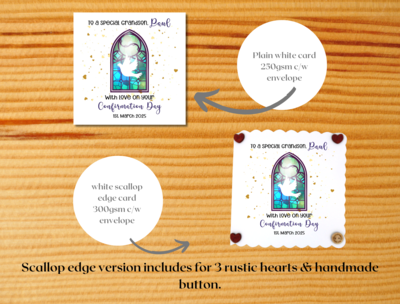 To a special Grandson, Paul
With love on your
Confirmation Day
1st March 2025
Plain white card
250gsm c/w
envelope
To a special Grandson, Paul
With love on your
Confirmation Day
1st March 2025
white scallop
edge card
300gsm c/w
envelope
Scallop edge version includes for 3 rustic hearts & handmade
button.